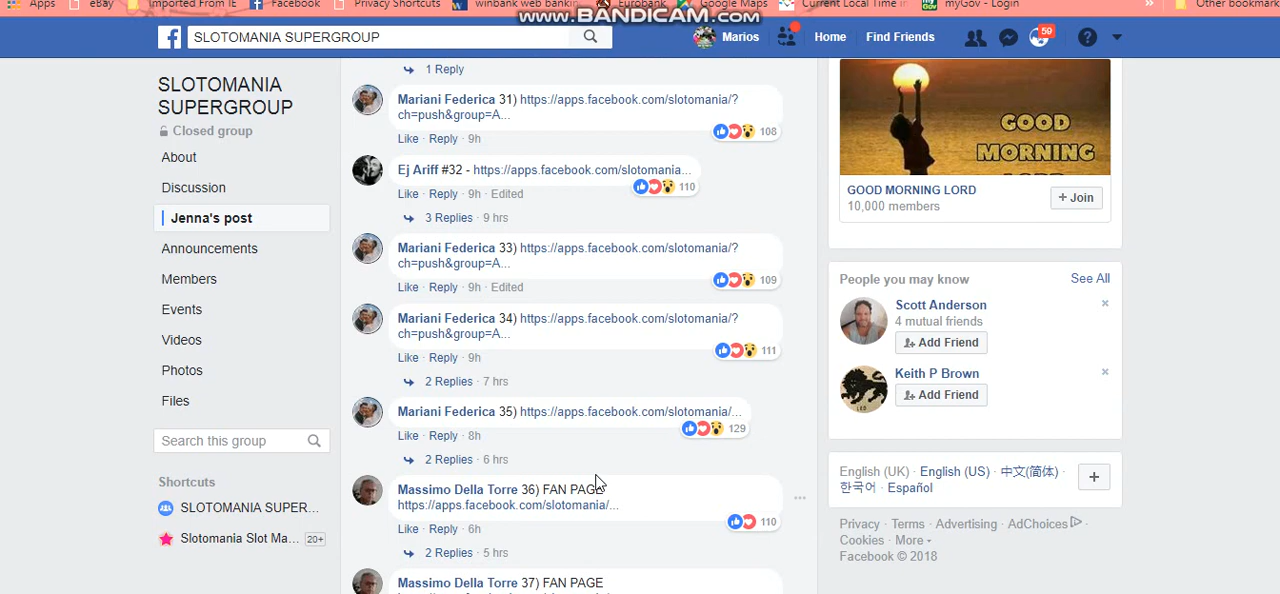 Apps eBay Imported From IE Facebook Privacy Shortcuts winbank web bankin Eurobank Google Maps Current Local Time in myGov - Login » Other bookmark
www.BANDICAM.com
SLOTOMANIA SUPERGROUP
Marios Home Find Friends 59
SLOTOMANIA
SUPERGROUP
Closed group
About
Discussion
Jenna's post
Announcements
Members
Events
Videos
Photos
Files
Search this group
Shortcuts
SLOTOMANIA SUPER...
Slotomania Slot Ma... 20+
1 Reply
Mariani Federica 31) https://apps.facebook.com/slotomania/?
ch=push&group=A...
108
Like · Reply · 9h
Ej Ariff #32 - https://apps.facebook.com/slotomania...
110
Like · Reply · 9h · Edited
3 Replies · 9 hrs
Mariani Federica 33) https://apps.facebook.com/slotomania/?
ch=push&group=A...
109
Like · Reply · 9h · Edited
Mariani Federica 34) https://apps.facebook.com/slotomania/?
ch=push&group=A...
111
Like · Reply · 9h
2 Replies · 7 hrs
Mariani Federica 35) https://apps.facebook.com/slotomania/...
129
Like · Reply · 8h
2 Replies · 6 hrs
Massimo Della Torre 36) FAN PAGE
https://apps.facebook.com/slotomania/...
110
Like · Reply · 6h
2 Replies · 5 hrs
Massimo Della Torre 37) FAN PAGE
GOOD
MORNING
LORD
GOOD MORNING LORD
10,000 members
+ Join
People you may know See All
Scott Anderson
4 mutual friends
Add Friend
Keith P Brown
Add Friend
LEO
English (UK) · English (US) · 中文(简体) ·
한국어 · Español
Privacy · Terms · Advertising · AdChoices ·
Cookies · More
Facebook © 2018